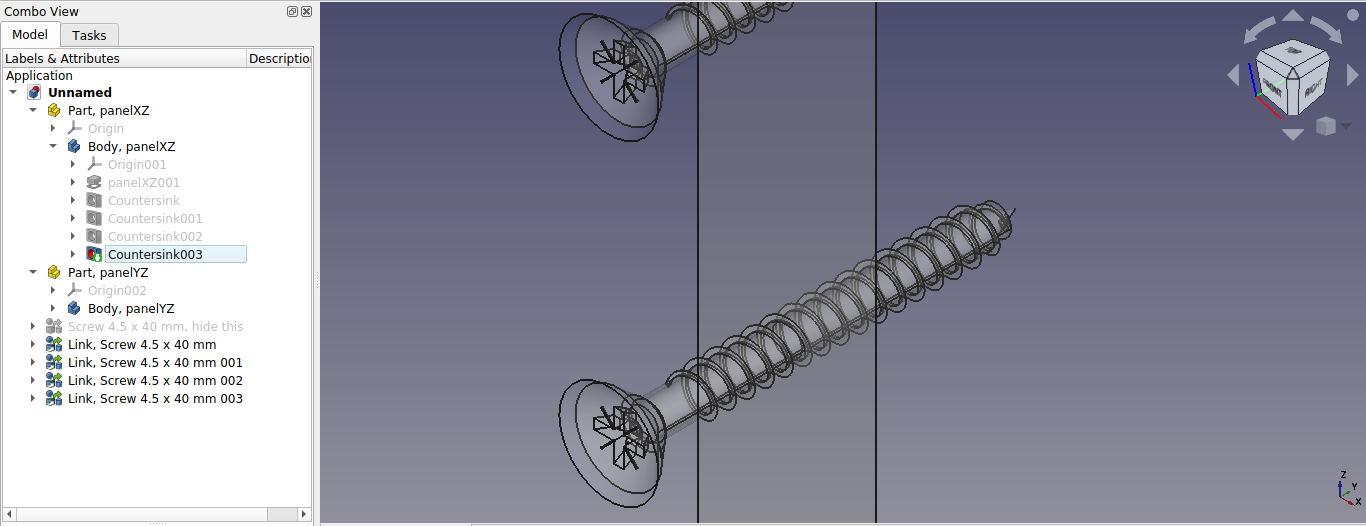 Combo View
Model
Tasks
Labels & Attributes
Descriptio
Application
Unnamed
Part, panelXZ
Origin
Body, panelXZ
Origin001
panelXZ001
Countersink
Countersink001
Countersink002
Countersink003
Part, panelYZ
Origin002
Body, panelYZ
Screw 4.5 x 40 mm, hide this
Link, Screw 4.5 x 40 mm
Link, Screw 4.5 x 40 mm 001
Link, Screw 4.5 x 40 mm 002
Link, Screw 4.5 x 40 mm 003
FRONT
RIGHT
Z
Y
X